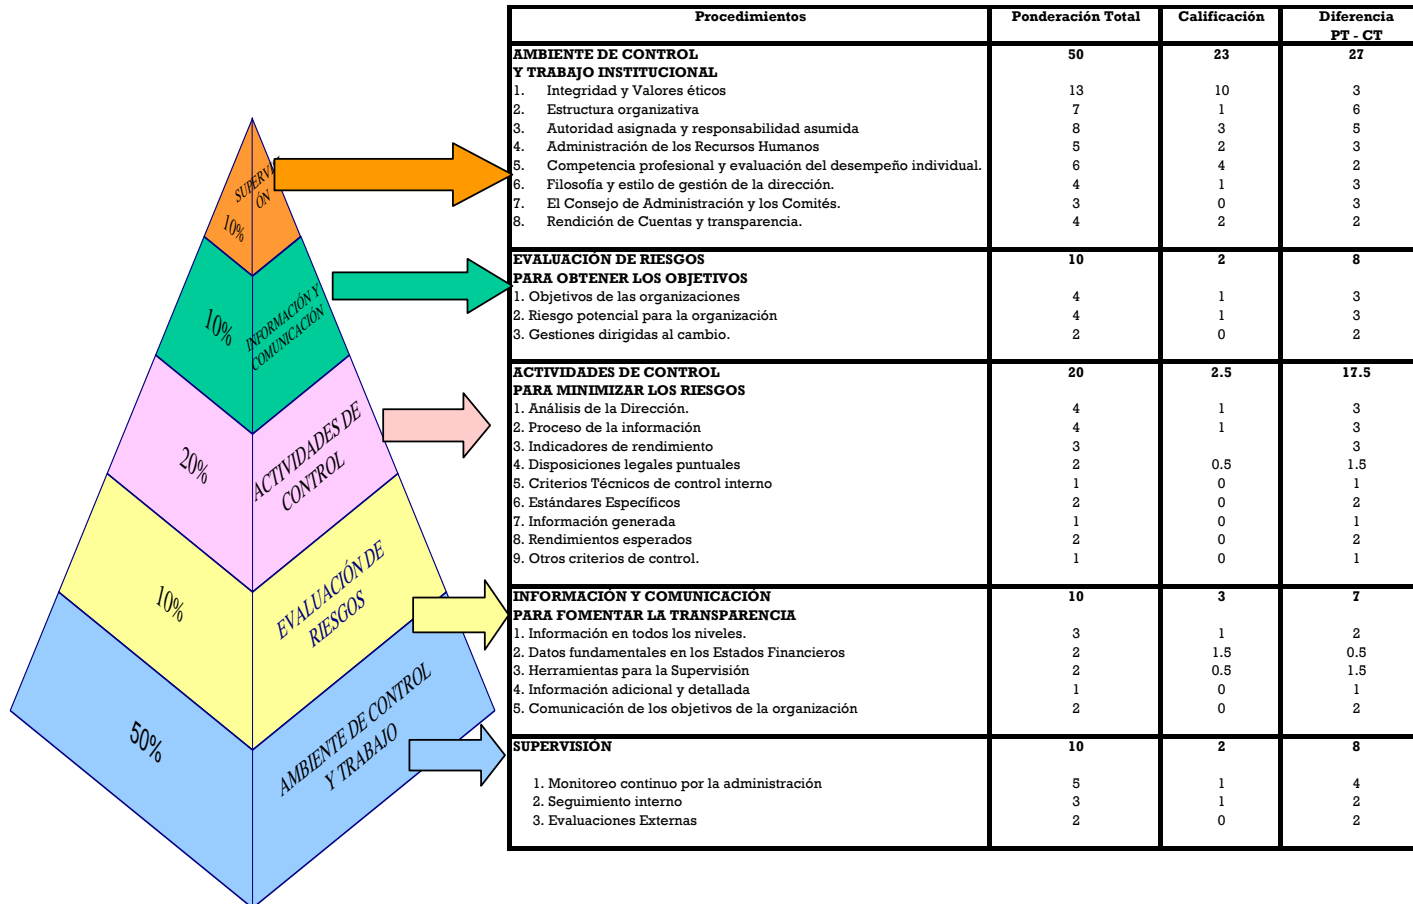 SUPERVISI
ÓN
10%
10%
INFORMACIÓN Y
COMUNICACIÓN
20%
ACTIVIDADES DE
CONTROL
10%
EVALUACIÓN DE
RIESGOS
50%
AMBIENTE DE CONTROL
Y TRABAJO
Procedimientos Ponderación Total Calificación Diferencia
PT - CT
AMBIENTE DE CONTROL 50 23 27
Y TRABAJO INSTITUCIONAL
1. Integridad y Valores éticos 13 10 3
2. Estructura organizativa 7 1 6
3. Autoridad asignada y responsabilidad asumida 8 3 5
4. Administración de los Recursos Humanos 5 2 3
5. Competencia profesional y evaluación del desempeño individual. 6 4 2
6. Filosofía y estilo de gestión de la dirección. 4 1 3
7. El Consejo de Administración y los Comités. 3 0 3
8. Rendición de Cuentas y transparencia. 4 2 2
EVALUACIÓN DE RIESGOS 10 2 8
PARA OBTENER LOS OBJETIVOS
1. Objetivos de las organizaciones 4 1 3
2. Riesgo potencial para la organización 4 1 3
3. Gestiones dirigidas al cambio. 2 0 2
ACTIVIDADES DE CONTROL 20 2.5 17.5
PARA MINIMIZAR LOS RIESGOS
1. Análisis de la Dirección. 4 1 3
2. Proceso de la información 4 1 3
3. Indicadores de rendimiento 3 3
4. Disposiciones legales puntuales 2 0.5 1.5
5. Criterios Técnicos de control interno 1 0 1
6. Estándares Específicos 2 0 2
7. Información generada 1 0 1
8. Rendimientos esperados 2 0 2
9. Otros criterios de control. 1 0 1
INFORMACIÓN Y COMUNICACIÓN 10 3 7
PARA FOMENTAR LA TRANSPARENCIA
1. Información en todos los niveles. 3 1 2
2. Datos fundamentales en los Estados Financieros 2 1.5 0.5
3. Herramientas para la Supervisión 2 0.5 1.5
4. Información adicional y detallada 1 0 1
5. Comunicación de los objetivos de la organización 2 0 2
SUPERVISIÓN 10 2 8
1. Monitoreo continuo por la administración 5 1 4
2. Seguimiento interno 3 1 2
3. Evaluaciones Externas 2 0 2